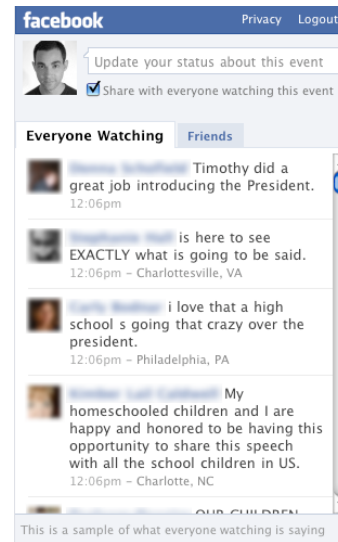 facebook Privacy Logout
Update your status about this event
Share with everyone watching this event
Everyone Watching Friends
Timothy did a
great job introducing the President.
12:06pm
is here to see
EXACTLY what is going to be said.
12:06pm – Charlottesville, VA
i love that a high
school s going that crazy over the
president.
12:06pm – Philadelphia, PA
My
homeschooled children and I are
happy and honored to be having this
opportunity to share this speech
with all the school children in US.
12:06pm – Charlotte, NC
OUR CHILDREN
This is a sample of what everyone watching is saying